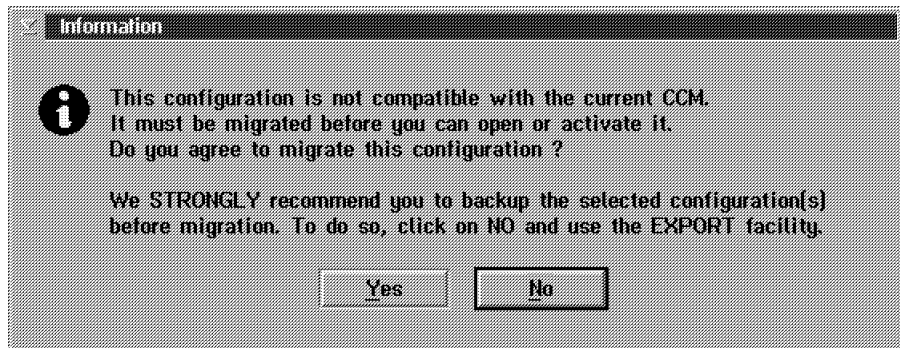 Information
This configuration is not compatible with the current CCM.
It must be migrated before you can open or activate it.
Do you agree to migrate this configuration ?
We STRONGLY recommend you to backup the selected configuration(s)
before migration. To do so, click on NO and use the EXPORT facility.
Yes No